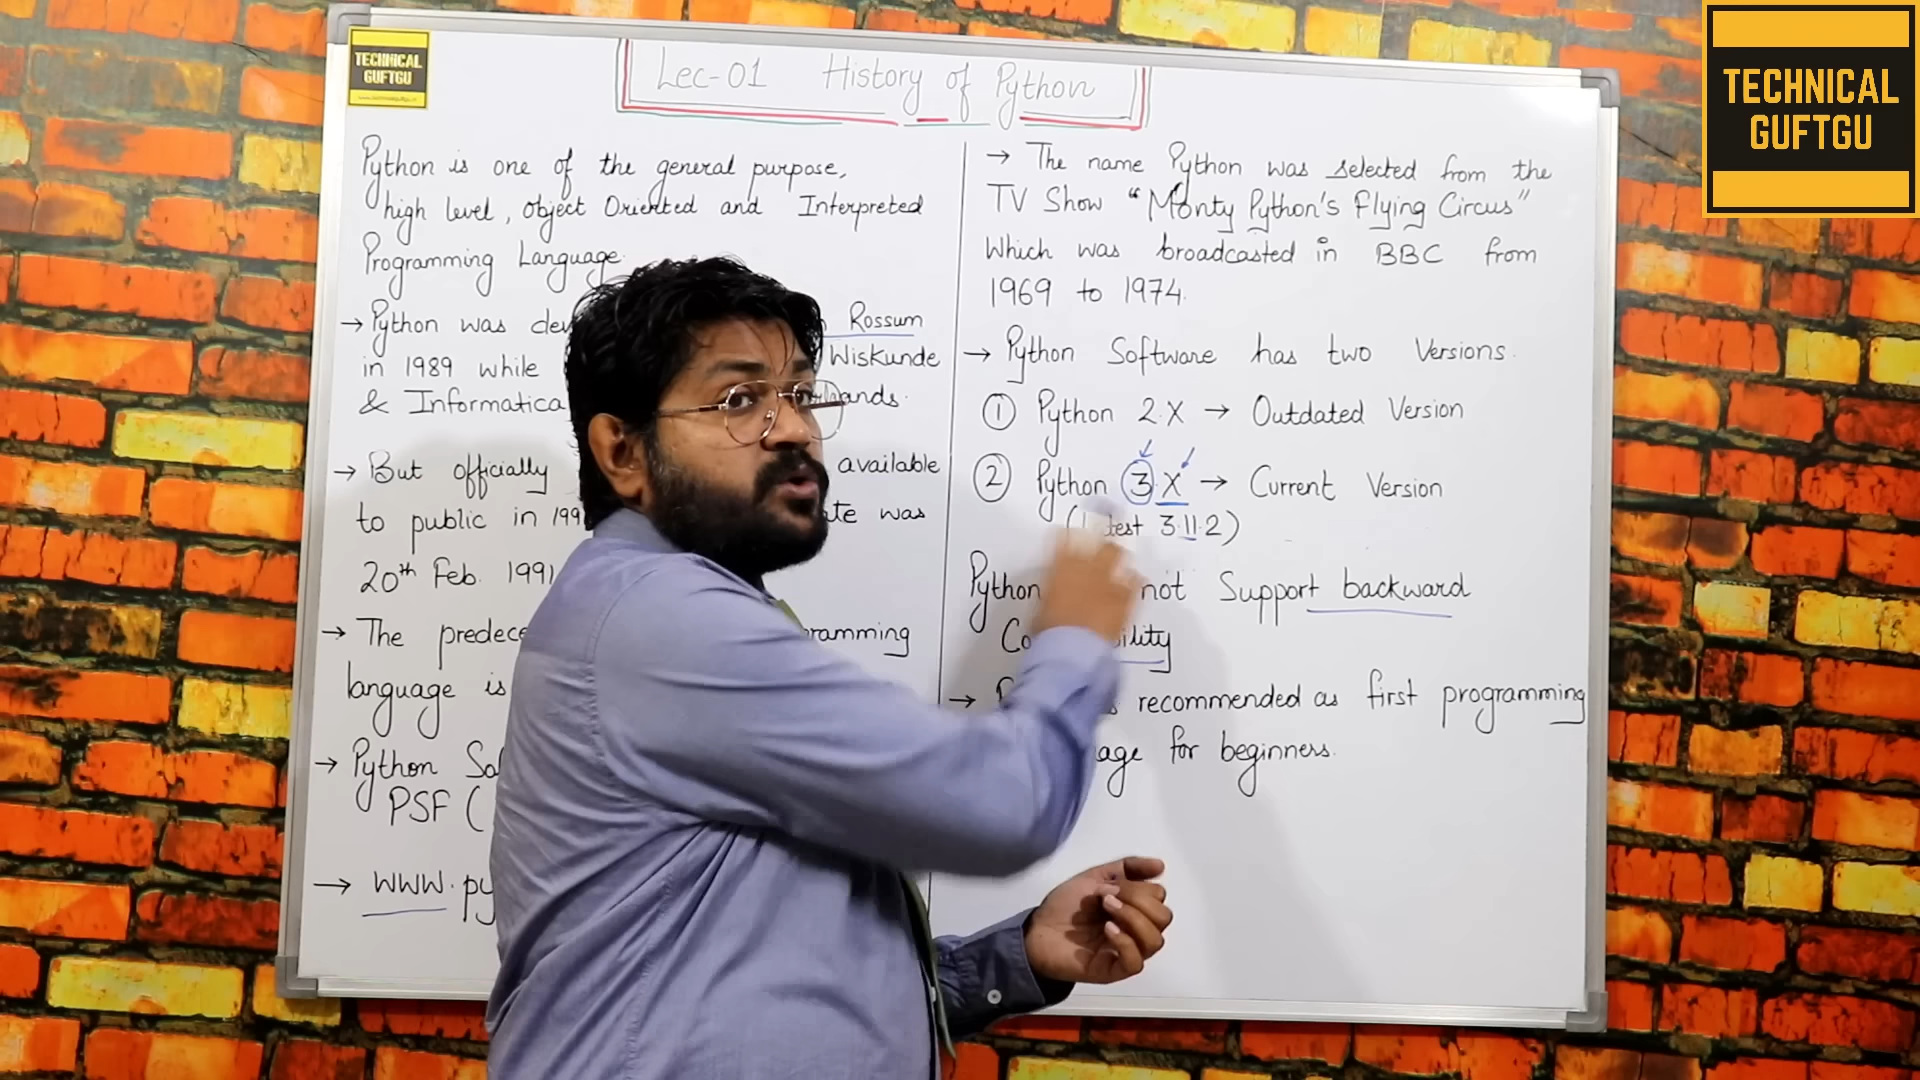 TECHNICAL
GUFTGU
TECHNICAL
GUFTGU
Lec-01 History of Python
Python is one of the general purpose,
high level, Object Oriented and Interpreted
Programming Language.
→ Python was Rossum
in 1989 while Wiskunde
& Informatica
→ But officially available
to public in was
20th Feb. 1991
→ The
language is
→ Python
PSF (
→ www.
→ The name Python was selected from the
TV Show "Monty Python's Flying Circus"
Which was broadcasted in BBC from
1969 to 1974.
→ Python Software has two Versions.
① Python 2.X → Outdated Version
② Python 3.X → Current Version
3.11.2)
Python not Support backward
→ recommended as first programming
for beginners.